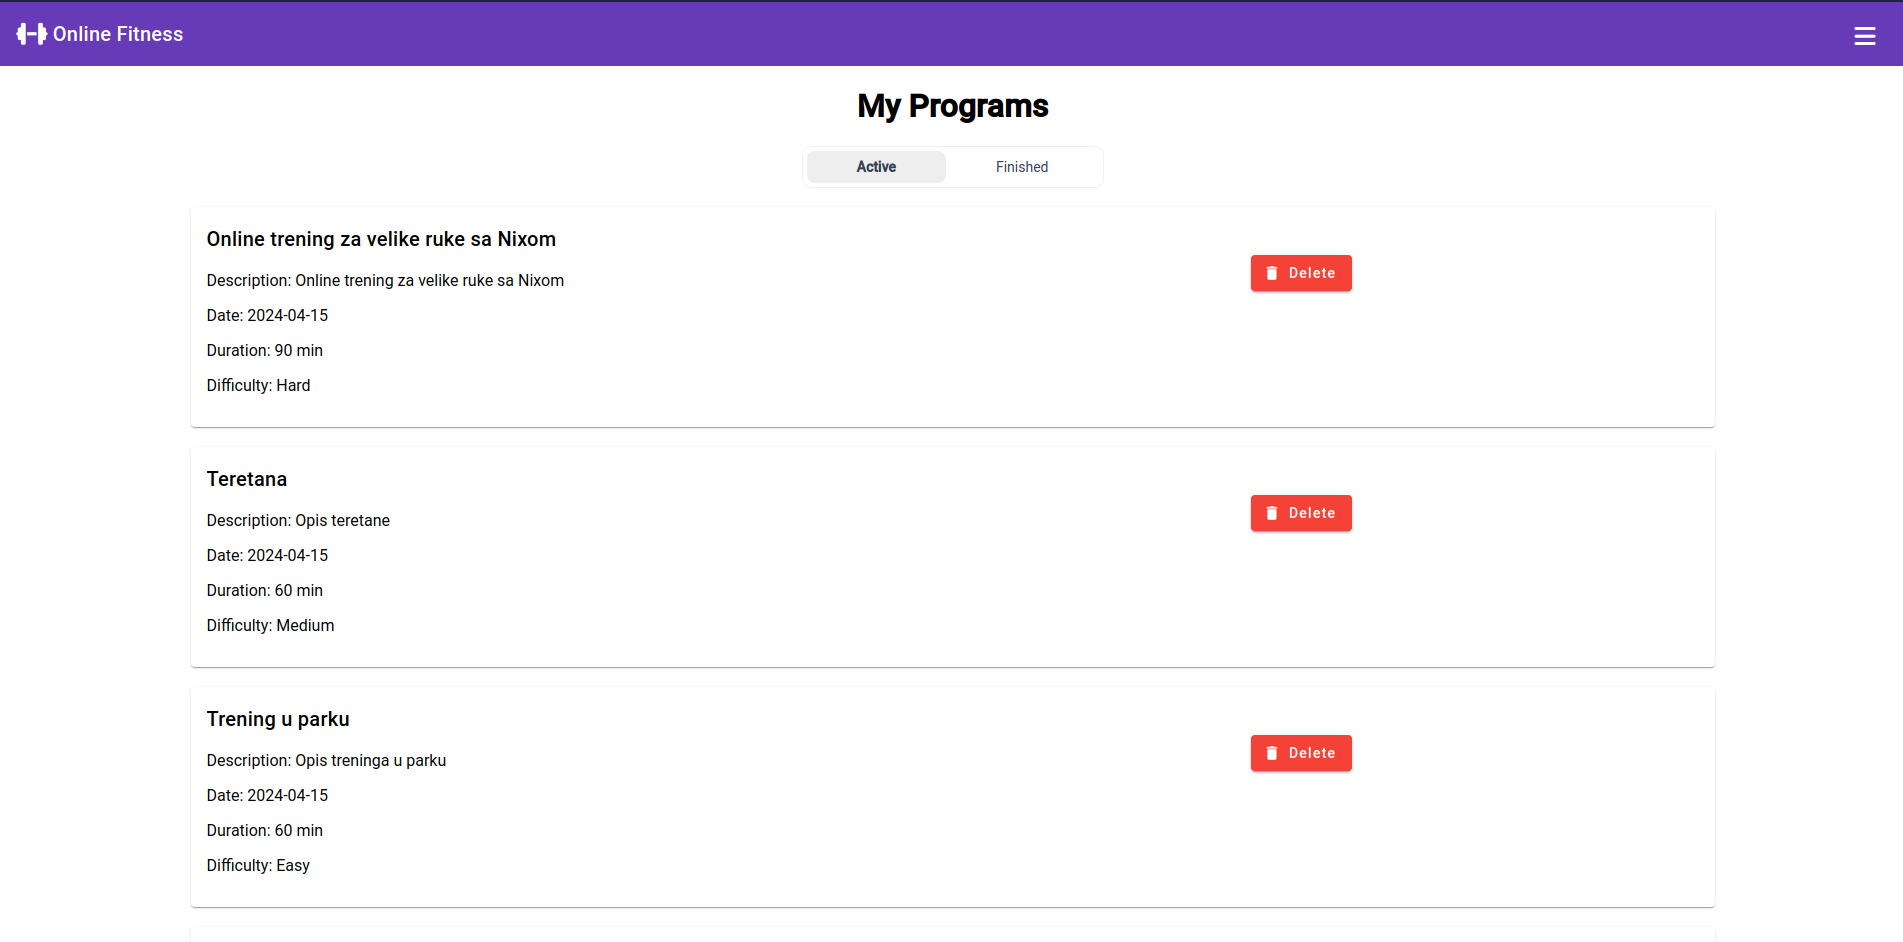 Online Fitness
My Programs
Active
Finished
Online trening za velike ruke sa Nixom
Description: Online trening za velike ruke sa Nixom
Delete
Date: 2024-04-15
Duration: 90 min
Difficulty: Hard
Teretana
Description: Opis teretane
Delete
Date: 2024-04-15
Duration: 60 min
Difficulty: Medium
Trening u parku
Description: Opis treninga u parku
Delete
Date: 2024-04-15
Duration: 60 min
Difficulty: Easy